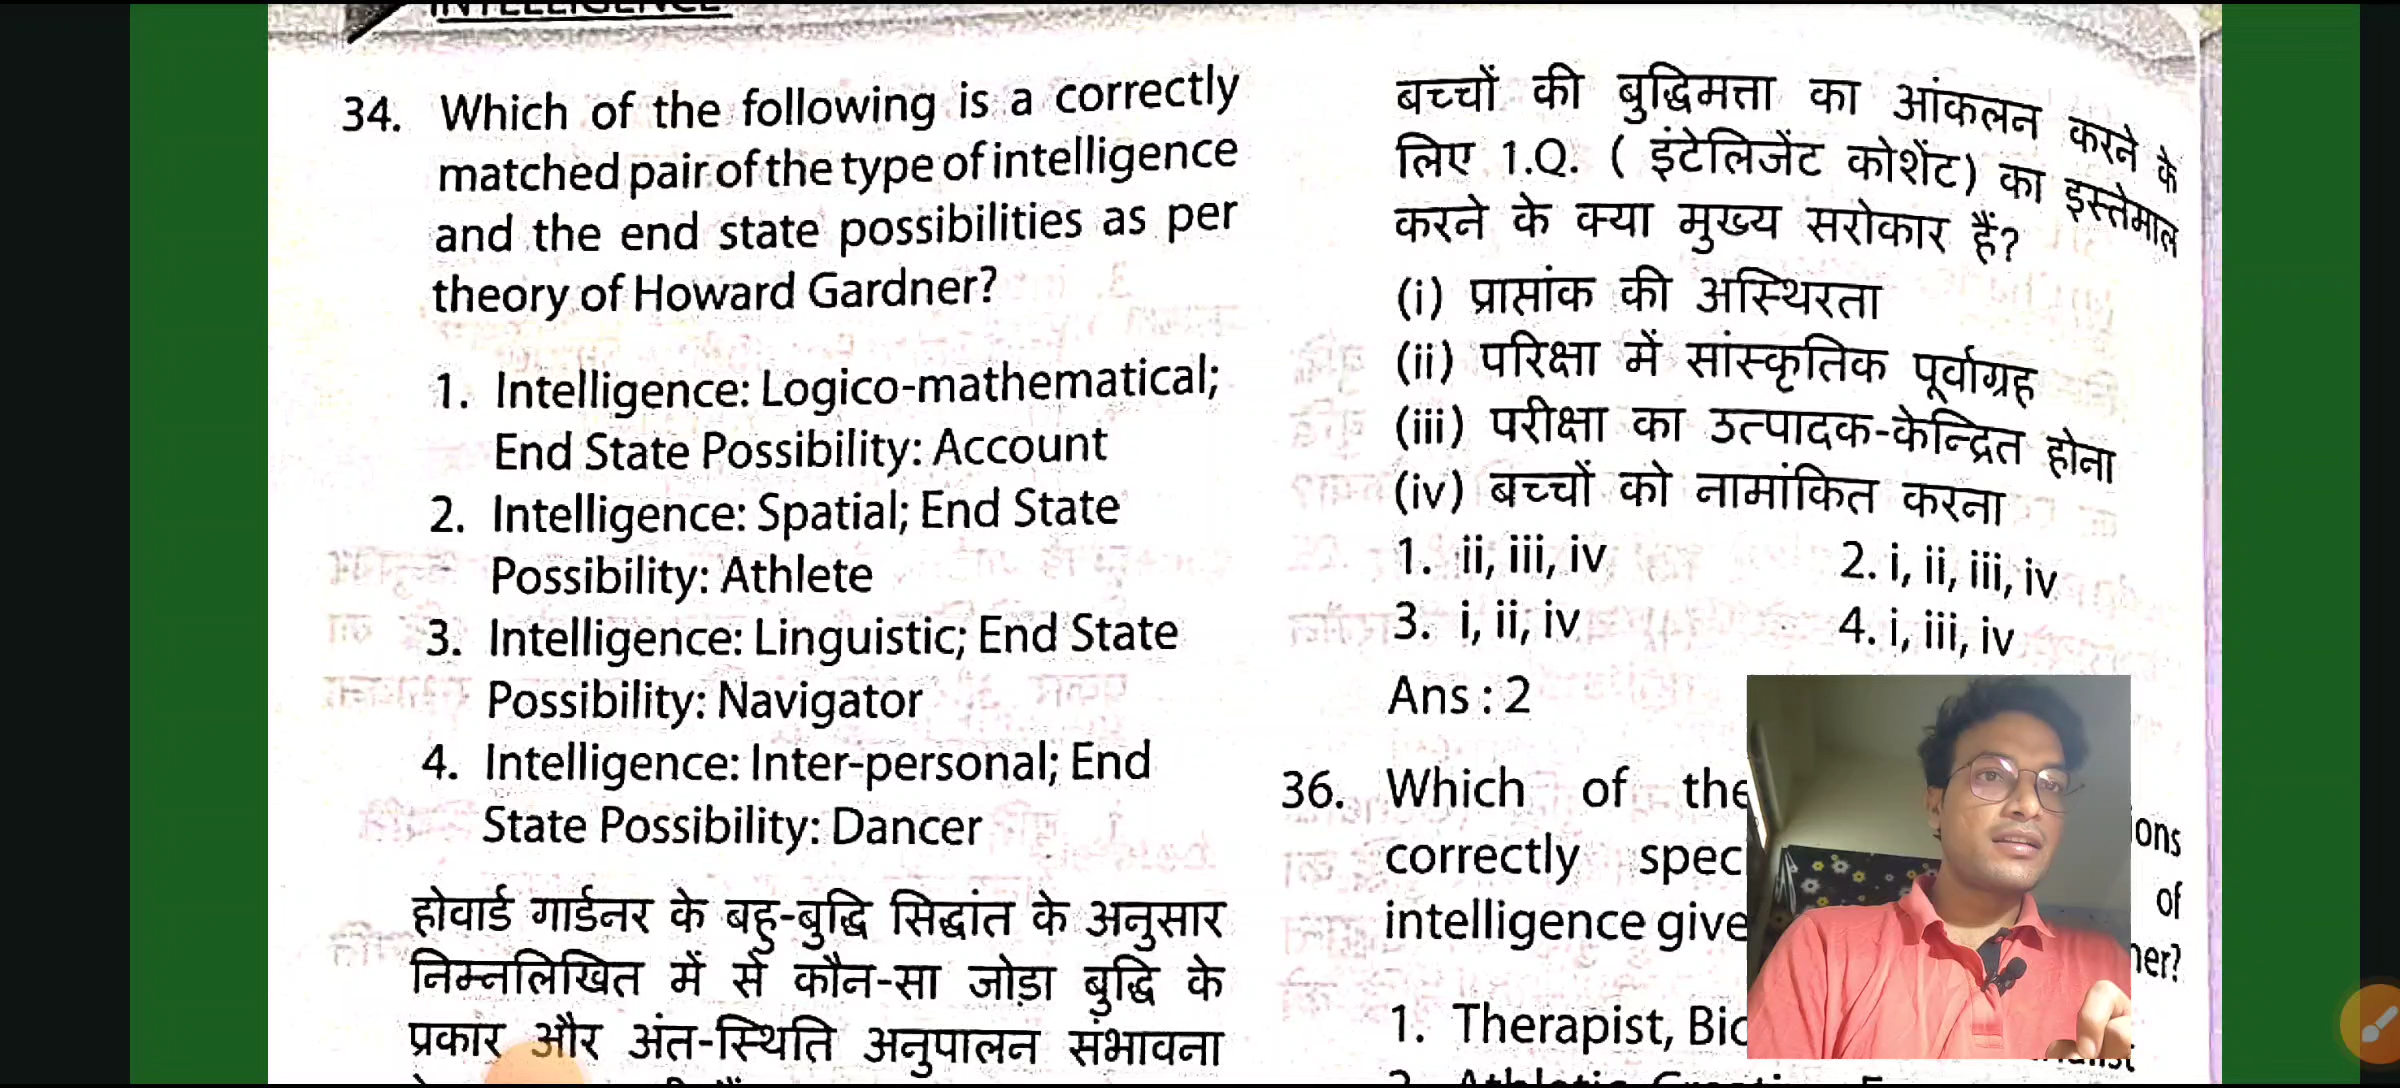 INTELLIGENCE
34. Which of the following is a correctly
matched pair of the type of intelligence
and the end state possibilities as per
theory of Howard Gardner?
1. Intelligence: Logico-mathematical;
End State Possibility: Account
2. Intelligence: Spatial; End State
Possibility: Athlete
3. Intelligence: Linguistic; End State
Possibility: Navigator
4. Intelligence: Inter-personal; End
State Possibility: Dancer
होवार्ड गार्डनर के बहु-बुद्धि सिद्धांत के अनुसार
निम्नलिखित में से कौन-सा जोड़ा बुद्धि के
प्रकार और अंत-स्थिति अनुपालन संभावना
बच्चों की बुद्धिमत्ता का आंकलन करने के
लिए 1.Q. ( इंटेलिजेंट कोशेंट) का इस्तेमाल
करने के क्या मुख्य सरोकार हैं?
(i) प्राप्तांक की अस्थिरता
(ii) परिक्षा में सांस्कृतिक पूर्वाग्रह
(iii) परीक्षा का उत्पादक-केन्द्रित होना
(iv) बच्चों को नामांकित करना
1. ii, iii, iv 2. i, ii, iii, iv
3. i, ii, iv 4. i, iii, iv
Ans : 2
36. Which of the
correctly spec
intelligence give
1. Therapist,